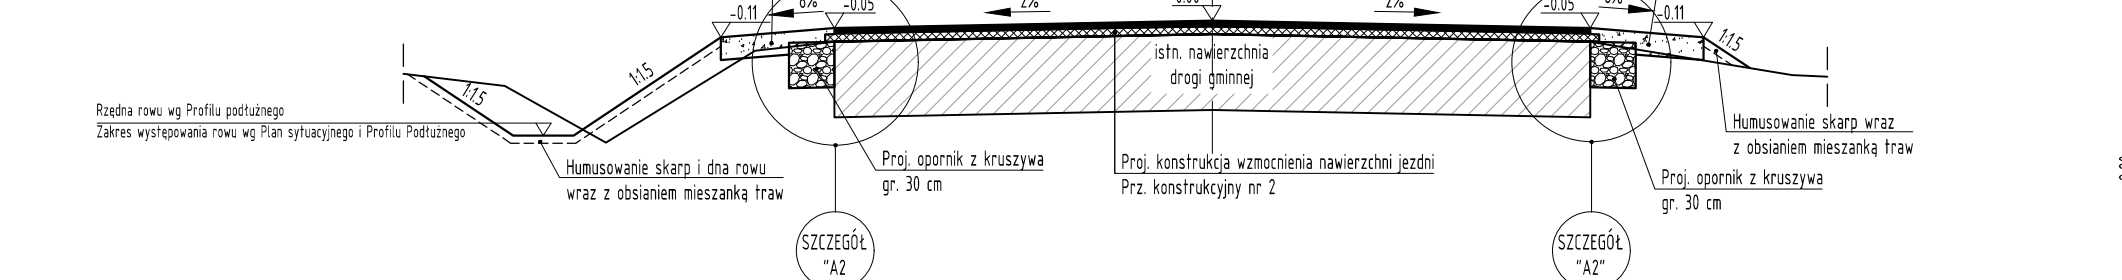 -0.11
6%
-0.05
2%
2%
-0.05
-0.11
1:1.5
1:1.5
1:1.5
istn. nawierzchnia
drogi gminnej
Rzędna rowu wg Profilu podłużnego
Zakres występowania rowu wg Plan sytuacyjnego i Profilu Podłużnego
Humusowanie skarp i dna rowu
wraz z obsianiem mieszanką traw
Proj. opornik z kruszywa
gr. 30 cm
Proj. konstrukcja wzmocnienia nawierzchni jezdni
Prz. konstrukcyjny nr 2
Humusowanie skarp wraz
z obsianiem mieszanką traw
Proj. opornik z kruszywa
gr. 30 cm
SZCZEGÓŁ
"A2
SZCZEGÓŁ
"A2"